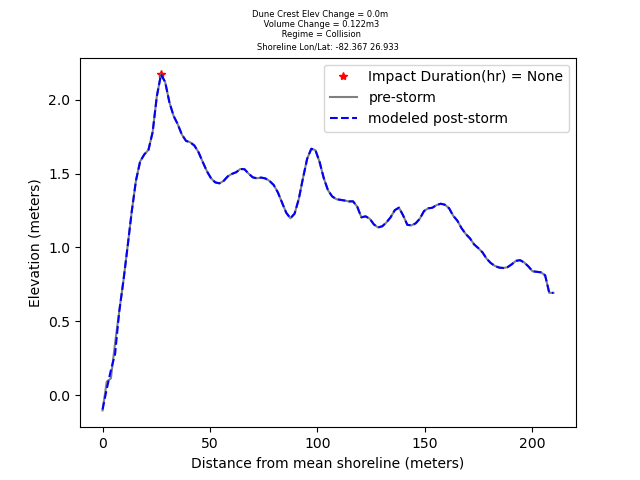 Dune Crest Elev Change = 0.0m
Volume Change = 0.122m3
Regime = Collision
Shoreline Lon/Lat: -82.367 26.933
Impact Duration(hr) = None
pre-storm
modeled post-storm
Elevation (meters)
2.0
1.5
1.0
0.5
0.0
0
50
100
150
200
Distance from mean shoreline (meters)